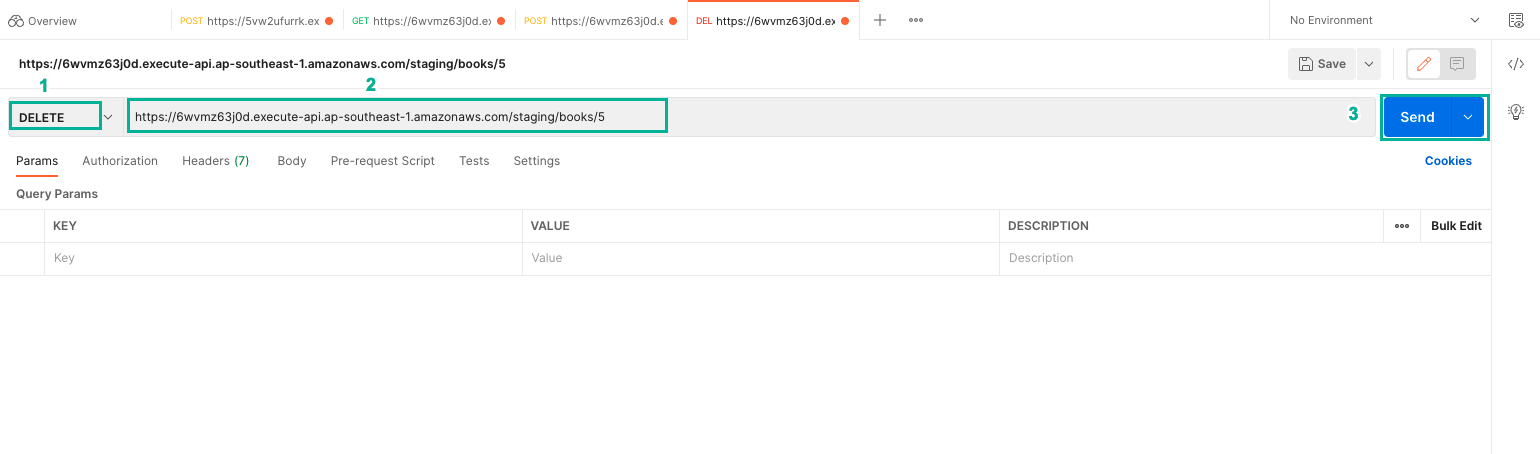 Overview
POST https://5vw2ufurrk.ex
GET https://6wvmz63j0d.ex
POST https://6wvmz63j0d.e
DEL https://6wvmz63j0d.ex
No Environment
https://6wvmz63j0d.execute-api.ap-southeast-1.amazonaws.com/staging/books/5
Save
1
2
DELETE
https://6wvmz63j0d.execute-api.ap-southeast-1.amazonaws.com/staging/books/5
3
Send
Params Authorization Headers (7) Body Pre-request Script Tests Settings
Cookies
Query Params
KEY VALUE DESCRIPTION Bulk Edit
Key Value Description